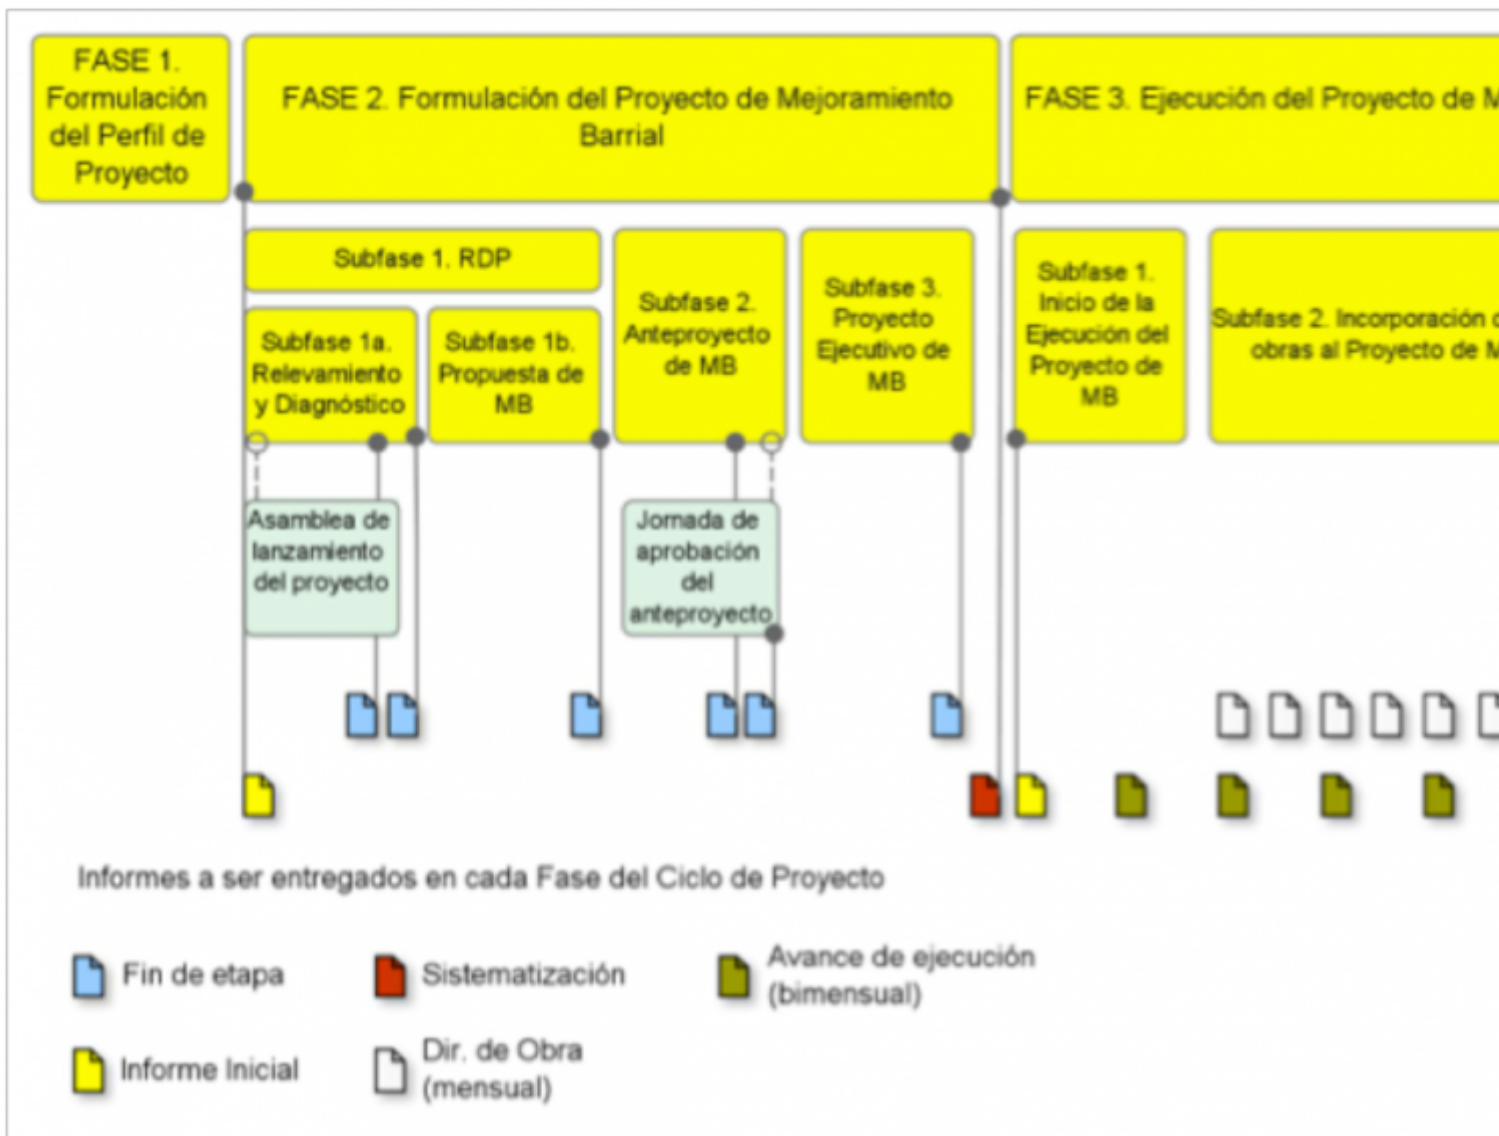 FASE 1.
Formulación
del Perfil de
Proyecto
FASE 2. Formulación del Proyecto de Mejoramiento
Barrial
FASE 3. Ejecución del Proyecto de M
Subfase 1. RDP
Subfase 1a.
Relevamiento
y Diagnóstico
Subfase 1b.
Propuesta de
MB
Subfase 2.
Anteproyecto
de MB
Subfase 3.
Proyecto
Ejecutivo de
MB
Subfase 1.
Inicio de la
Ejecución del
Proyecto de
MB
Subfase 2. Incorporación
obras al Proyecto de M
Asamblea de
lanzamiento
del proyecto
Jornada de
aprobación
del
anteproyecto
Informes a ser entregados en cada Fase del Ciclo de Proyecto
Fin de etapa
Sistematización
Avance de ejecución
(bimensual)
Informe Inicial
Dir. de Obra
(mensual)